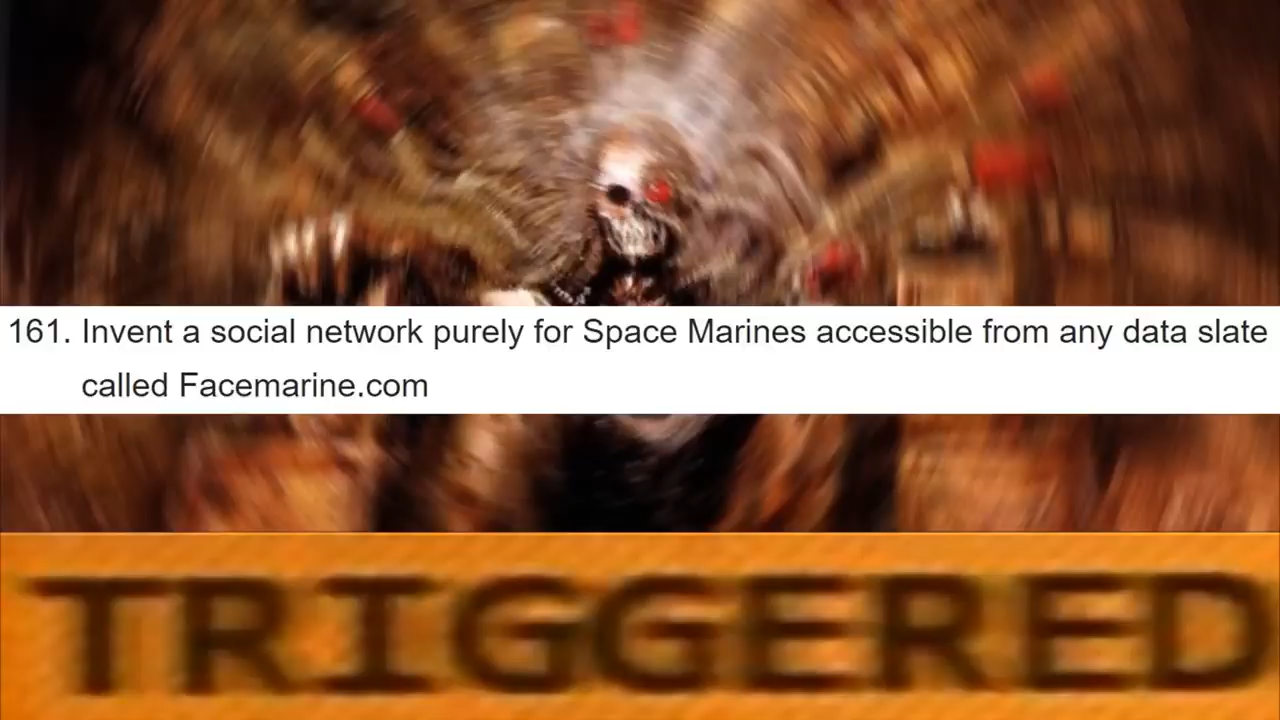 161. Invent a social network purely for Space Marines accessible from any data slate
called Facemarine.com
TRIGGERED